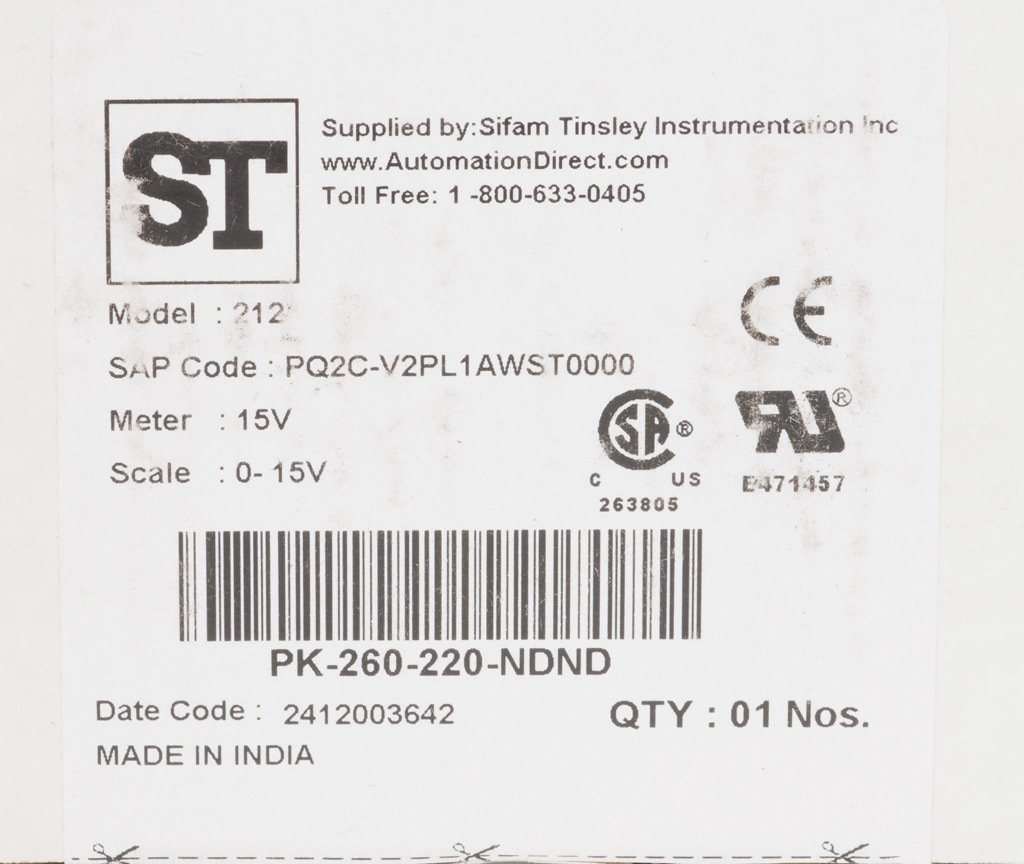 ST
Supplied by:Sifam Tinsley Instrumentation Inc
www.AutomationDirect.com
Toll Free: 1 -800-633-0405
Model : 212
CE
SAP Code : PQ2C-V2PL1AWST0000
Meter : 15V
Scale : 0- 15V
SA ®
C US
263805
RU ®
E471457
PK-260-220-NDND
Date Code : 2412003642
QTY : 01 Nos.
MADE IN INDIA